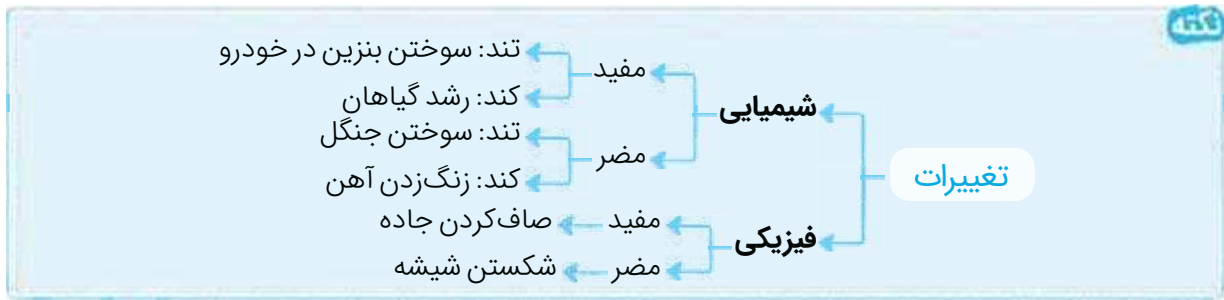 نکته
تغییرات
شیمیایی
مفید
تند: سوختن بنزین در خودرو
کند: رشد گیاهان
مضر
تند: سوختن جنگل
کند: زنگ‌زدن آهن
فیزیکی
مفید
صاف‌کردن جاده
مضر
شکستن شیشه